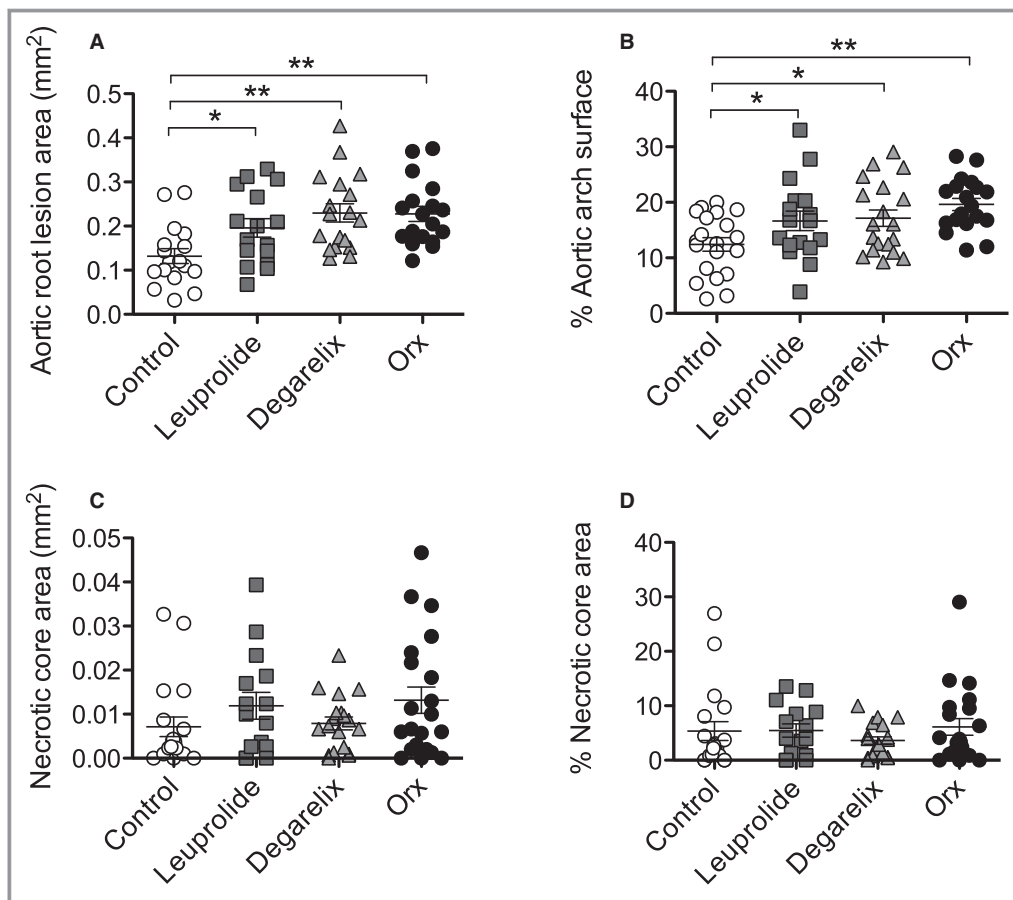 A
Aortic root lesion area (mm²)
**
**
*
0.5
0.4
0.3
0.2
0.1
0.0
Control
Leuprolide
Degarelix
Orx
B
% Aortic arch surface
**
*
*
40
30
20
10
0
Control
Leuprolide
Degarelix
Orx
C
Necrotic core area (mm²)
0.05
0.04
0.03
0.02
0.01
0.00
Control
Leuprolide
Degarelix
Orx
D
% Necrotic core area
40
30
20
10
0
Control
Leuprolide
Degarelix
Orx